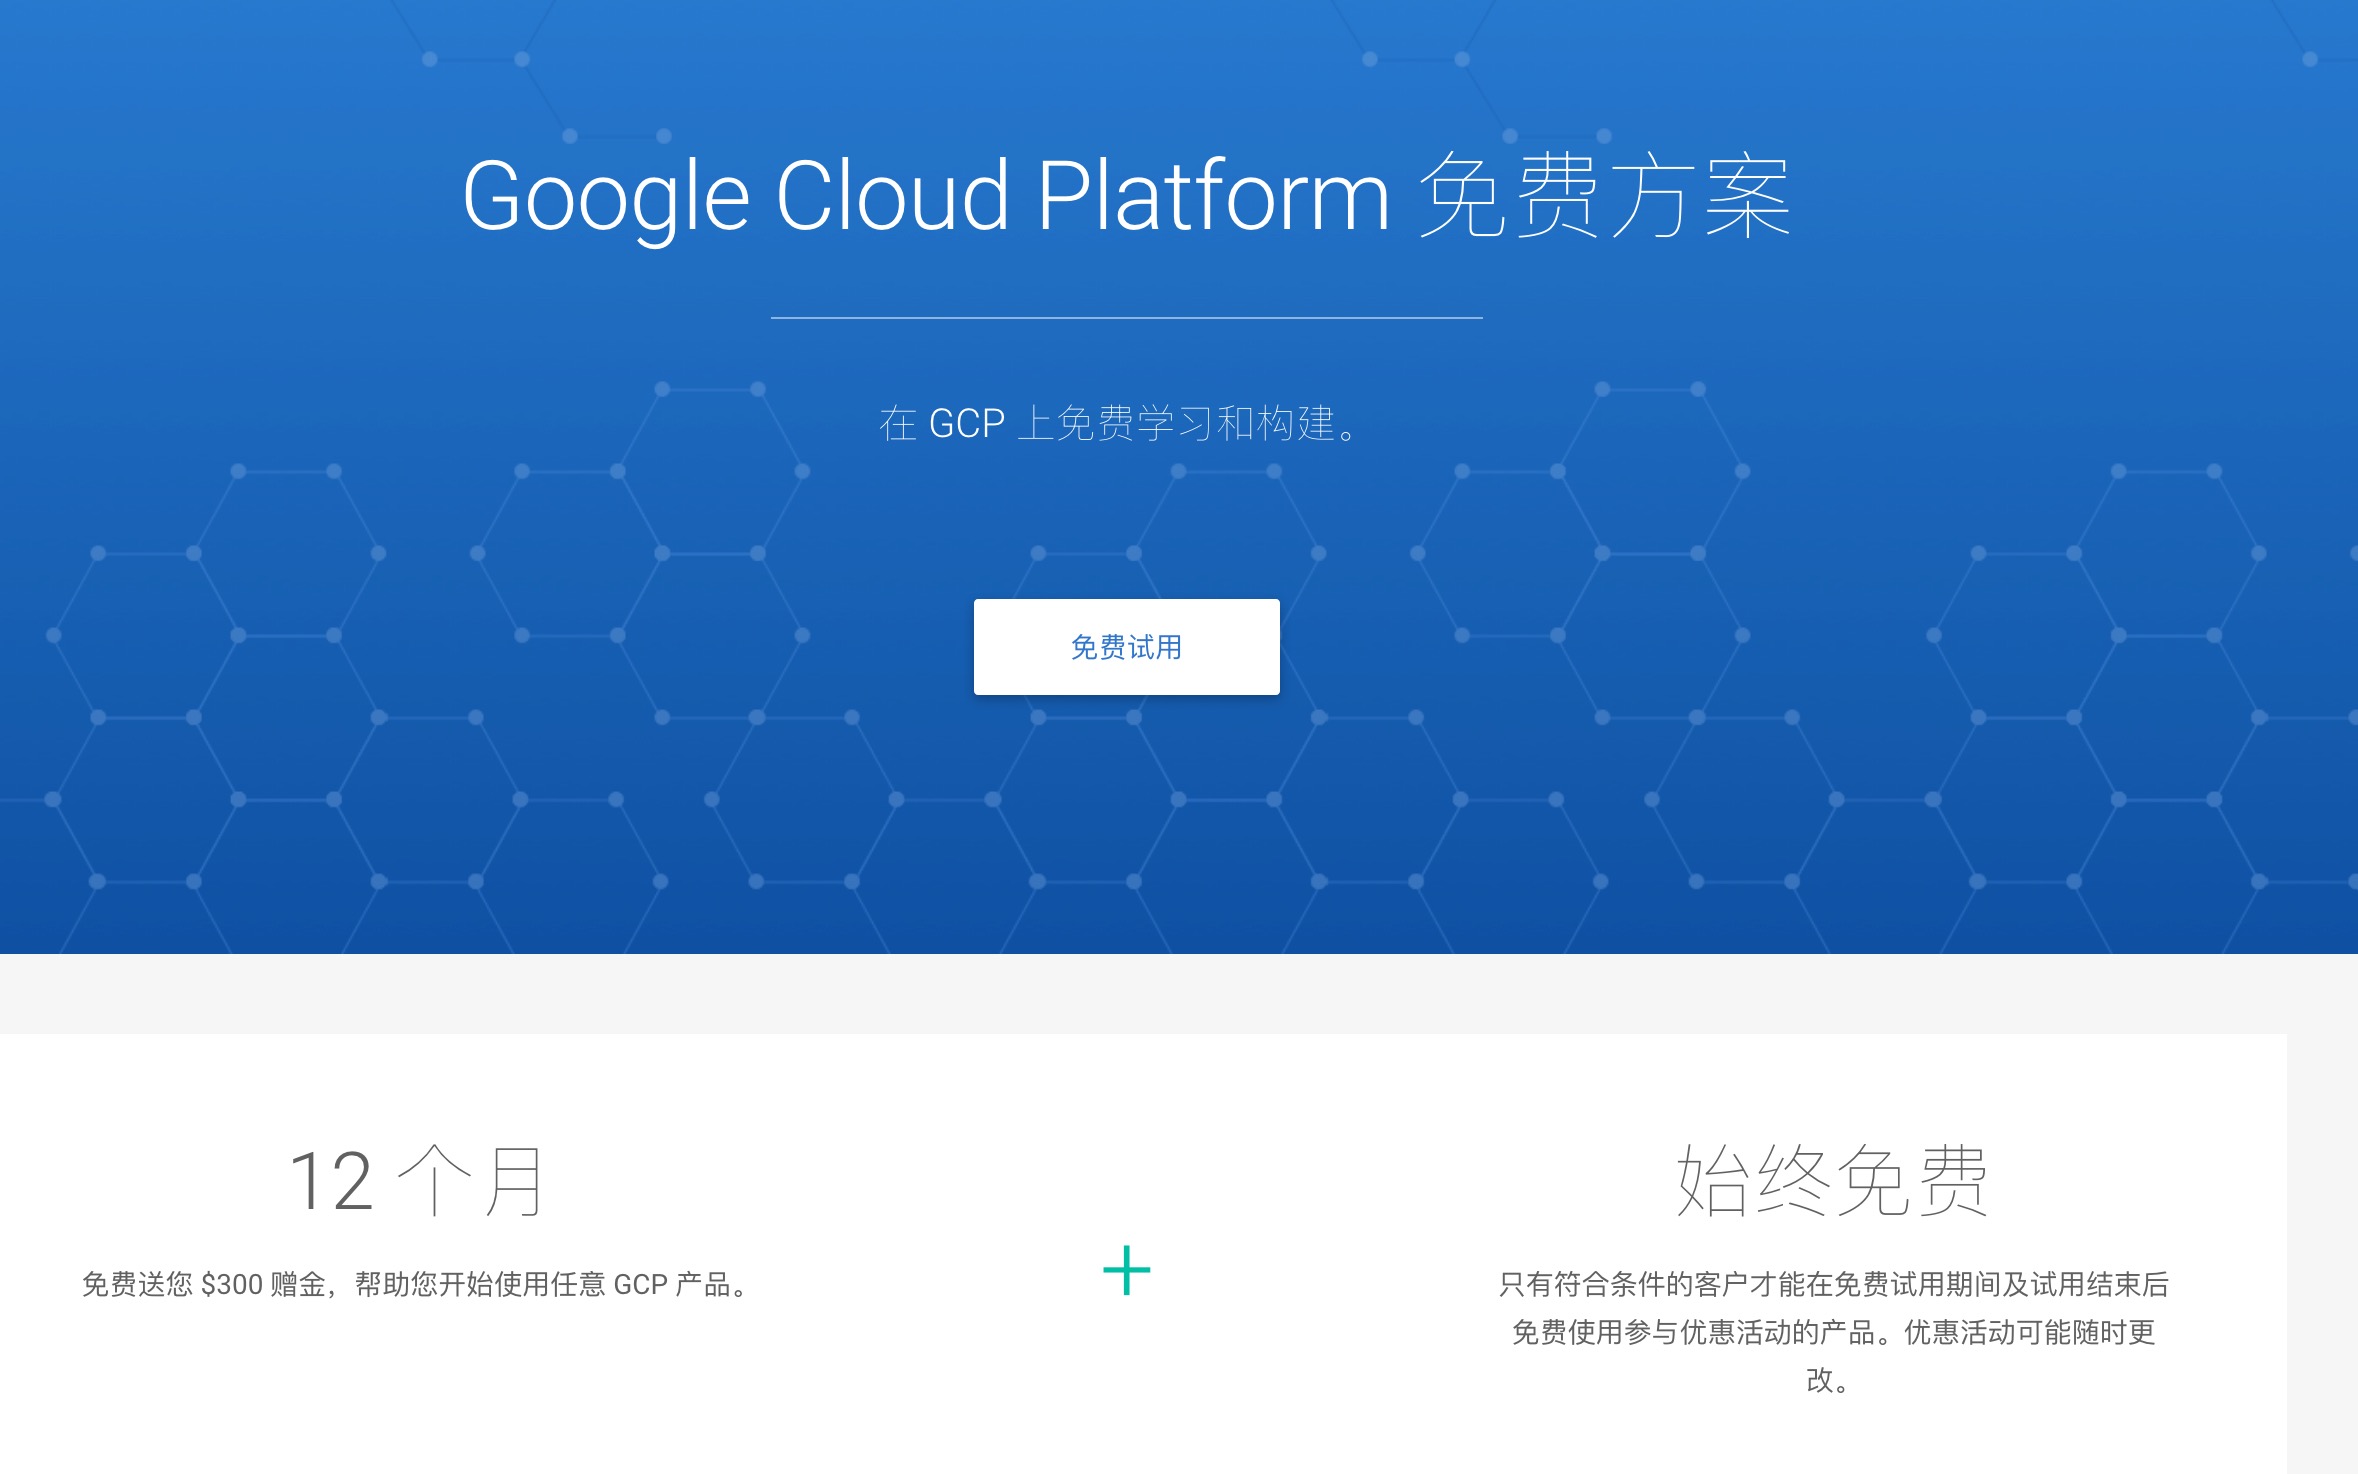 Google Cloud Platform 免费方案
在 GCP 上免费学习和构建。
免费试用
12 个月
免费送您 $300 赠金，帮助您开始使用任意 GCP 产品。
始终免费
只有符合条件的客户才能在免费试用期间及试用结束后
免费使用参与优惠活动的产品。优惠活动可能随时更
改。